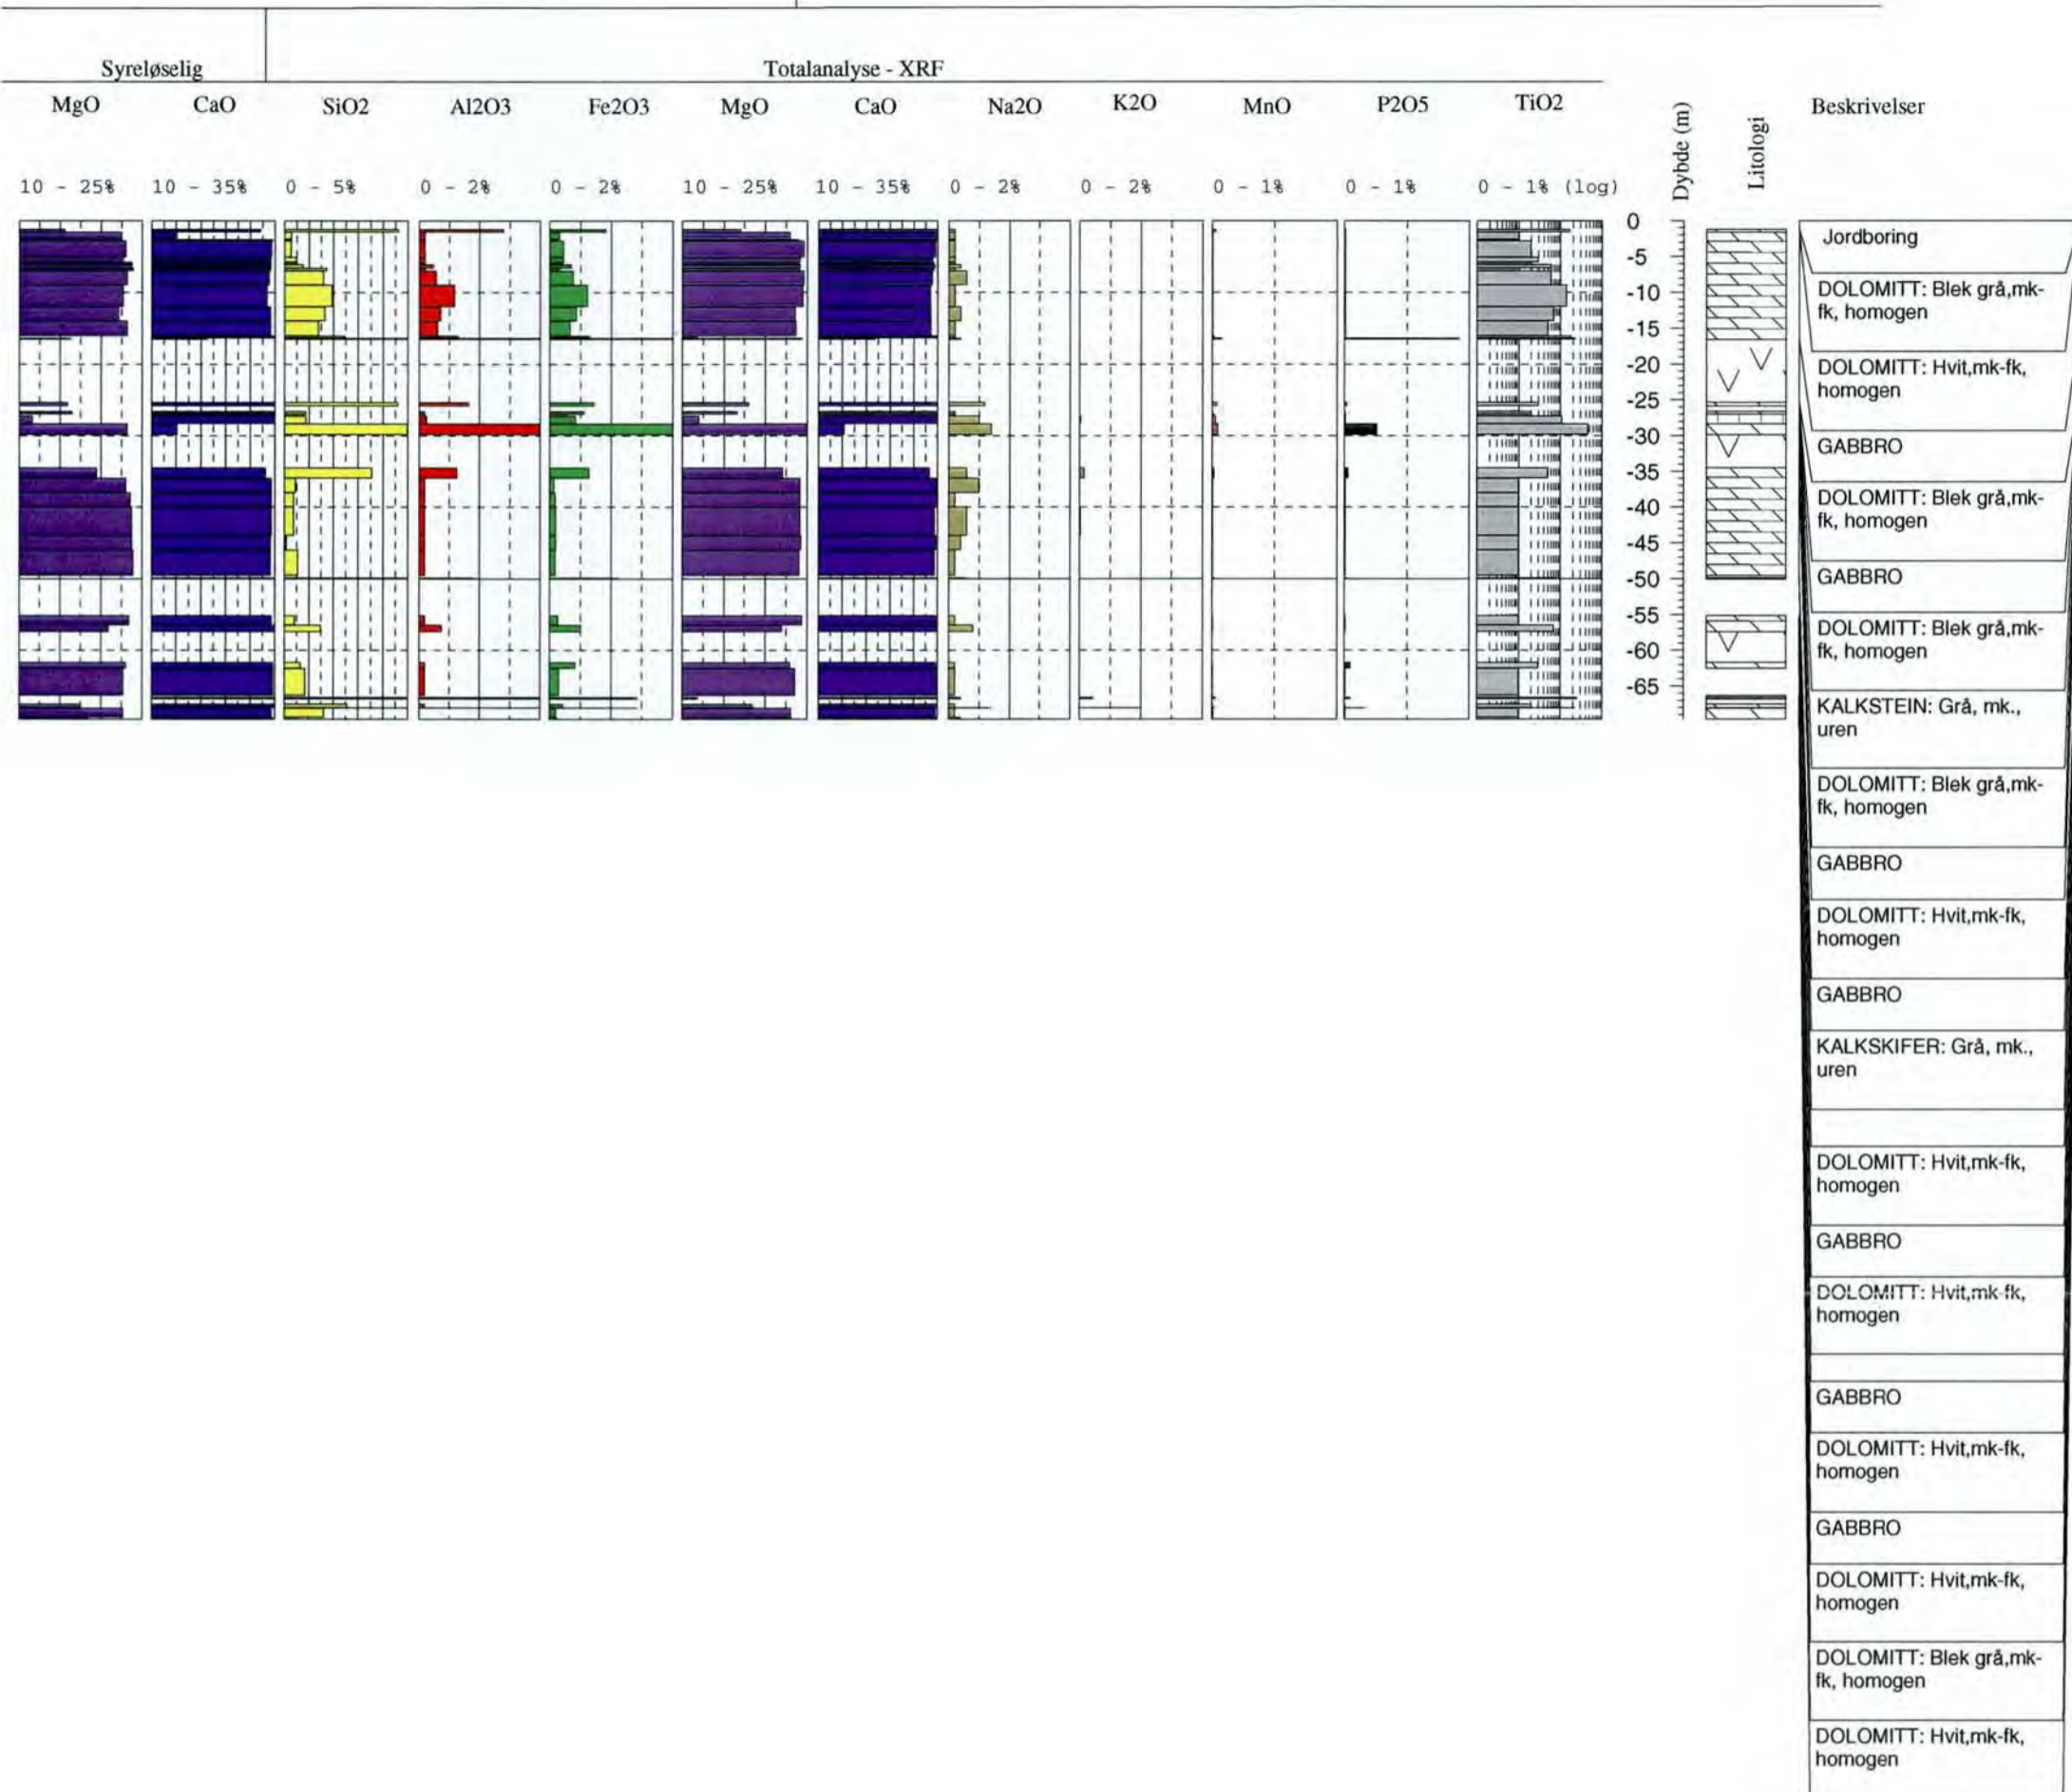 Syreløselig
Totalanalyse - XRF
MgO
CaO
SiO2
Al2O3
Fe2O3
MgO
CaO
Na2O
K2O
MnO
P2O5
TiO2
Dybde (m)
Litologi
Beskrivelser
10 - 25%
10 - 35%
0 - 5%
0 - 2%
0 - 2%
10 - 25%
10 - 35%
0 - 2%
0 - 2%
0 - 1%
0 - 1%
0 - 1% (log)
0
-5
-10
-15
-20
-25
-30
-35
-40
-45
-50
-55
-60
-65
Jordboring
DOLOMITT: Blek grå,mk-
fk, homogen
DOLOMITT: Hvit,mk-fk,
homogen
GABBRO
DOLOMITT: Blek grå,mk-
fk, homogen
GABBRO
DOLOMITT: Blek grå,mk-
fk, homogen
KALKSTEIN: Grå, mk.,
uren
DOLOMITT: Blek grå,mk-
fk, homogen
GABBRO
DOLOMITT: Hvit,mk-fk,
homogen
GABBRO
KALKSKIFER: Grå, mk.,
uren
DOLOMITT: Hvit,mk-fk,
homogen
GABBRO
DOLOMITT: Hvit,mk-fk,
homogen
GABBRO
DOLOMITT: Hvit,mk-fk,
homogen
GABBRO
DOLOMITT: Hvit,mk-fk,
homogen
DOLOMITT: Blek grå,mk-
fk, homogen
DOLOMITT: Hvit,mk-fk,
homogen